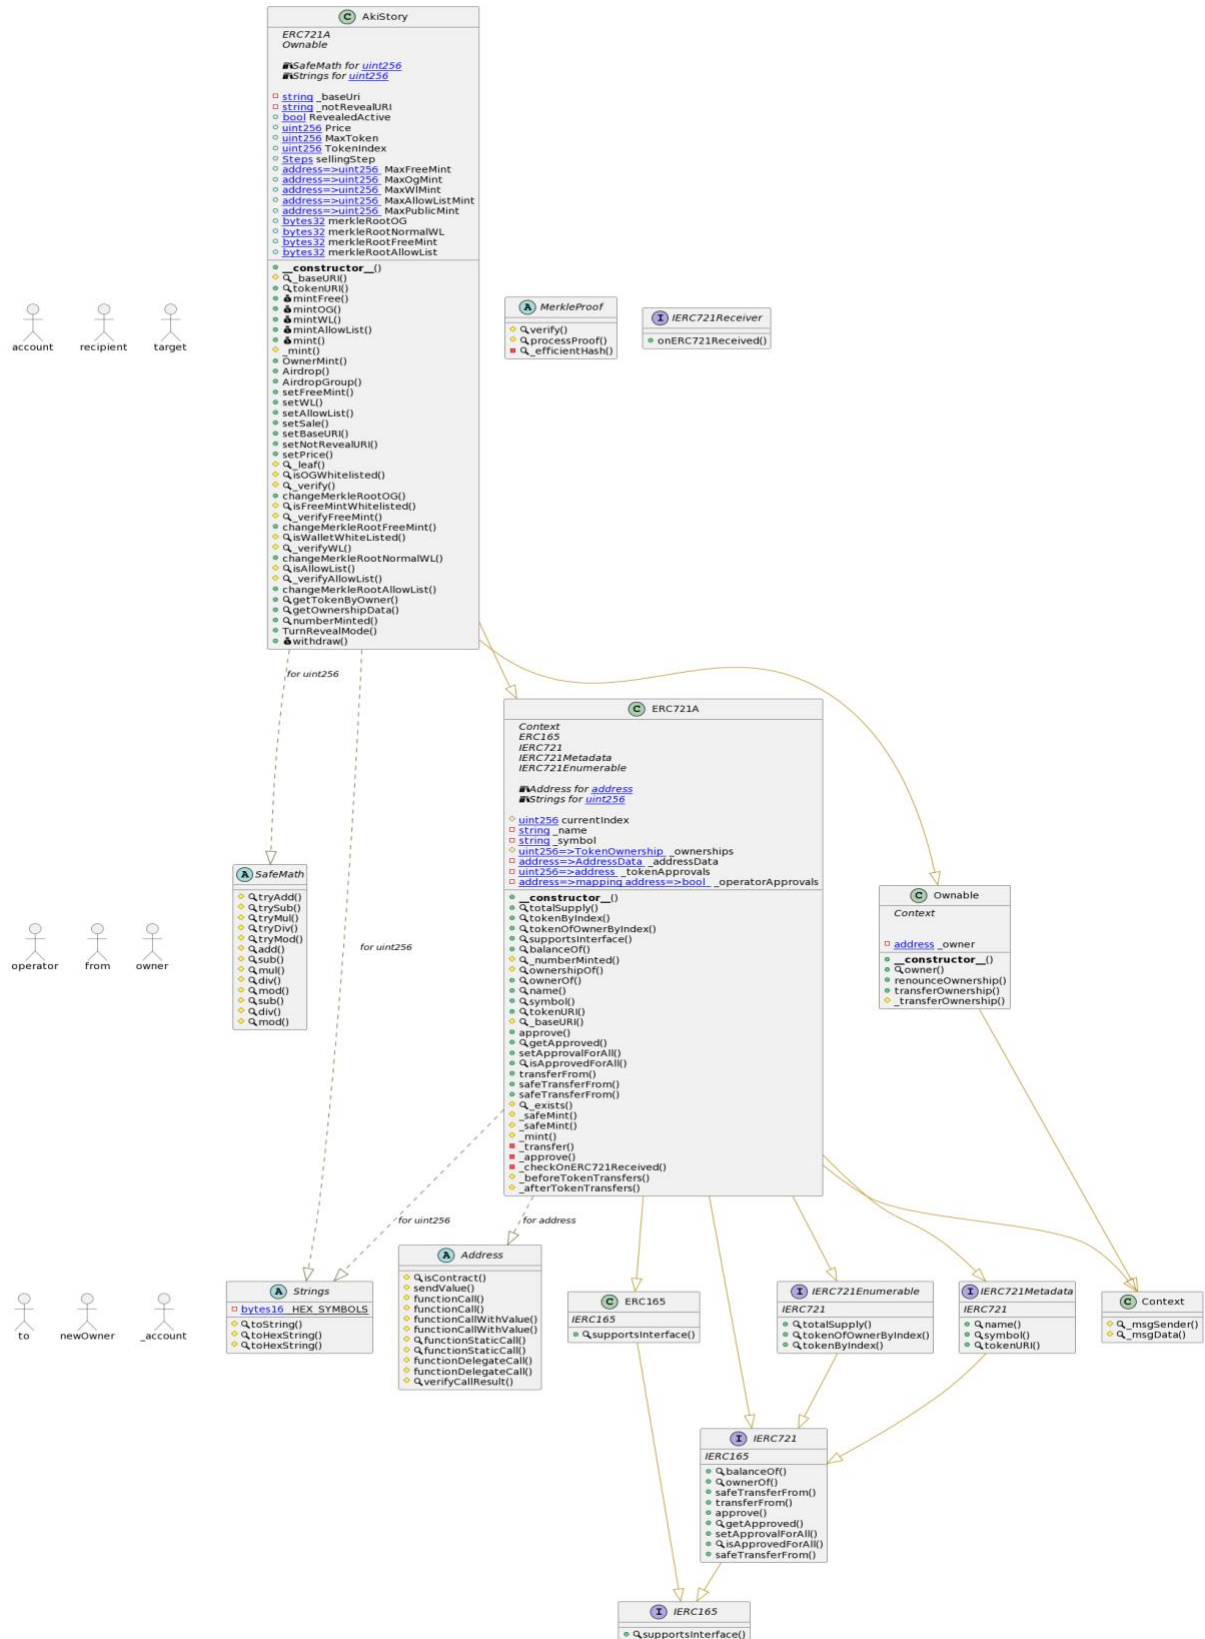 AkiStory
ERC721A
Ownable
SafeMath for uint256
Strings for uint256
string _baseUri
string _notRevealURI
bool RevealedActive
uint256 Price
uint256 MaxToken
uint256 TokenIndex
Steps sellingStep
address=>uint256 MaxFreeMint
address=>uint256 MaxOgMint
address=>uint256 MaxWlMint
address=>uint256 MaxAllowListMint
address=>uint256 MaxPublicMint
bytes32 merkleRootOG
bytes32 merkleRootNormalWL
bytes32 merkleRootFreeMint
bytes32 merkleRootAllowList
__constructor__()
_baseURI()
tokenURI()
mintFree()
mintOG()
mintWL()
mintAllowList()
mint()
_mint()
OwnerMint()
Airdrop()
AirdropGroup()
setFreeMint()
setWL()
setAllowList()
setSale()
setBaseURI()
setNotRevealURI()
setPrice()
_leaf()
isOGWhitelisted()
_verify()
changeMerkleRootOG()
isFreeMintWhitelisted()
_verifyFreeMint()
changeMerkleRootFreeMint()
isWalletWhiteListed()
_verifyWL()
changeMerkleRootNormalWL()
isAllowList()
_verifyAllowList()
changeMerkleRootAllowList()
getTokenByOwner()
getOwnershipData()
numberMinted()
TurnRevealMode()
withdraw()
account
recipient
target
MerkleProof
verify()
processProof()
_efficientHash()
IERC721Receiver
onERC721Received()
for uint256
ERC721A
Context
ERC165
IERC721
IERC721Metadata
IERC721Enumerable
Address for address
Strings for uint256
uint256 currentIndex
string _name
string _symbol
uint256=>TokenOwnership _ownerships
address=>AddressData _addressData
uint256=>address _tokenApprovals
address=>mapping address=>bool _operatorApprovals
__constructor__()
totalSupply()
tokenByIndex()
tokenOfOwnerByIndex()
supportsInterface()
balanceOf()
_numberMinted()
ownershipOf()
ownerOf()
name()
symbol()
tokenURI()
_baseURI()
approve()
getApproved()
setApprovalForAll()
isApprovedForAll()
transferFrom()
safeTransferFrom()
safeTransferFrom()
_exists()
_safeMint()
_safeMint()
_mint()
_transfer()
_approve()
_checkOnERC721Received()
_beforeTokenTransfers()
_afterTokenTransfers()
SafeMath
tryAdd()
trySub()
tryMul()
tryDiv()
tryMod()
add()
sub()
mul()
div()
mod()
sub()
div()
mod()
operator
from
owner
for uint256
Ownable
Context
address _owner
__constructor__()
owner()
renounceOwnership()
transferOwnership()
_transferOwnership()
for uint256
for address
to
newOwner
_account
Strings
bytes16 _HEX_SYMBOLS
toString()
toHexString()
toHexString()
Address
isContract()
sendValue()
functionCall()
functionCall()
functionCallWithValue()
functionCallWithValue()
functionStaticCall()
functionStaticCall()
functionDelegateCall()
functionDelegateCall()
verifyCallResult()
ERC165
IERC165
supportsInterface()
IERC721Enumerable
IERC721
totalSupply()
tokenOfOwnerByIndex()
tokenByIndex()
IERC721Metadata
IERC721
name()
symbol()
tokenURI()
Context
_msgSender()
_msgData()
IERC721
IERC165
balanceOf()
ownerOf()
safeTransferFrom()
transferFrom()
approve()
getApproved()
setApprovalForAll()
isApprovedForAll()
safeTransferFrom()
IERC165
supportsInterface()